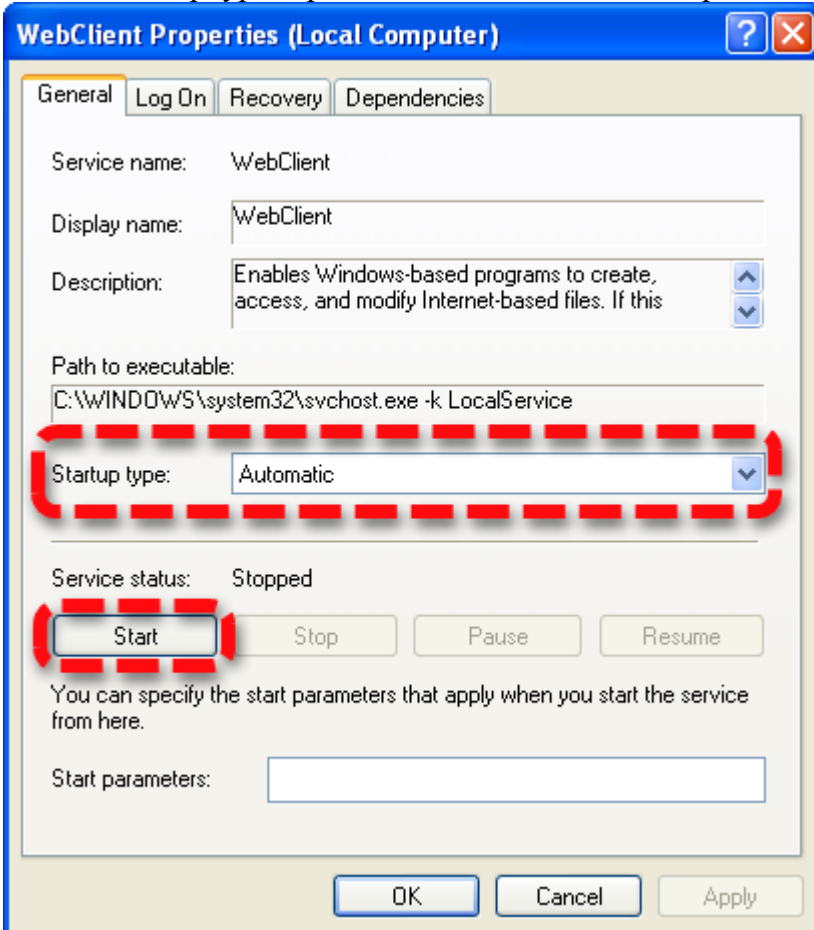 WebClient Properties (Local Computer)
General Log On Recovery Dependencies
Service name: WebClient
Display name: WebClient
Description: Enables Windows-based programs to create,
access, and modify Internet-based files. If this
Path to executable:
C:\WINDOWS\system32\svchost.exe -k LocalService
Startup type: Automatic
Service status: Stopped
Start Stop Pause Resume
You can specify the start parameters that apply when you start the service
from here.
Start parameters:
OK Cancel Apply